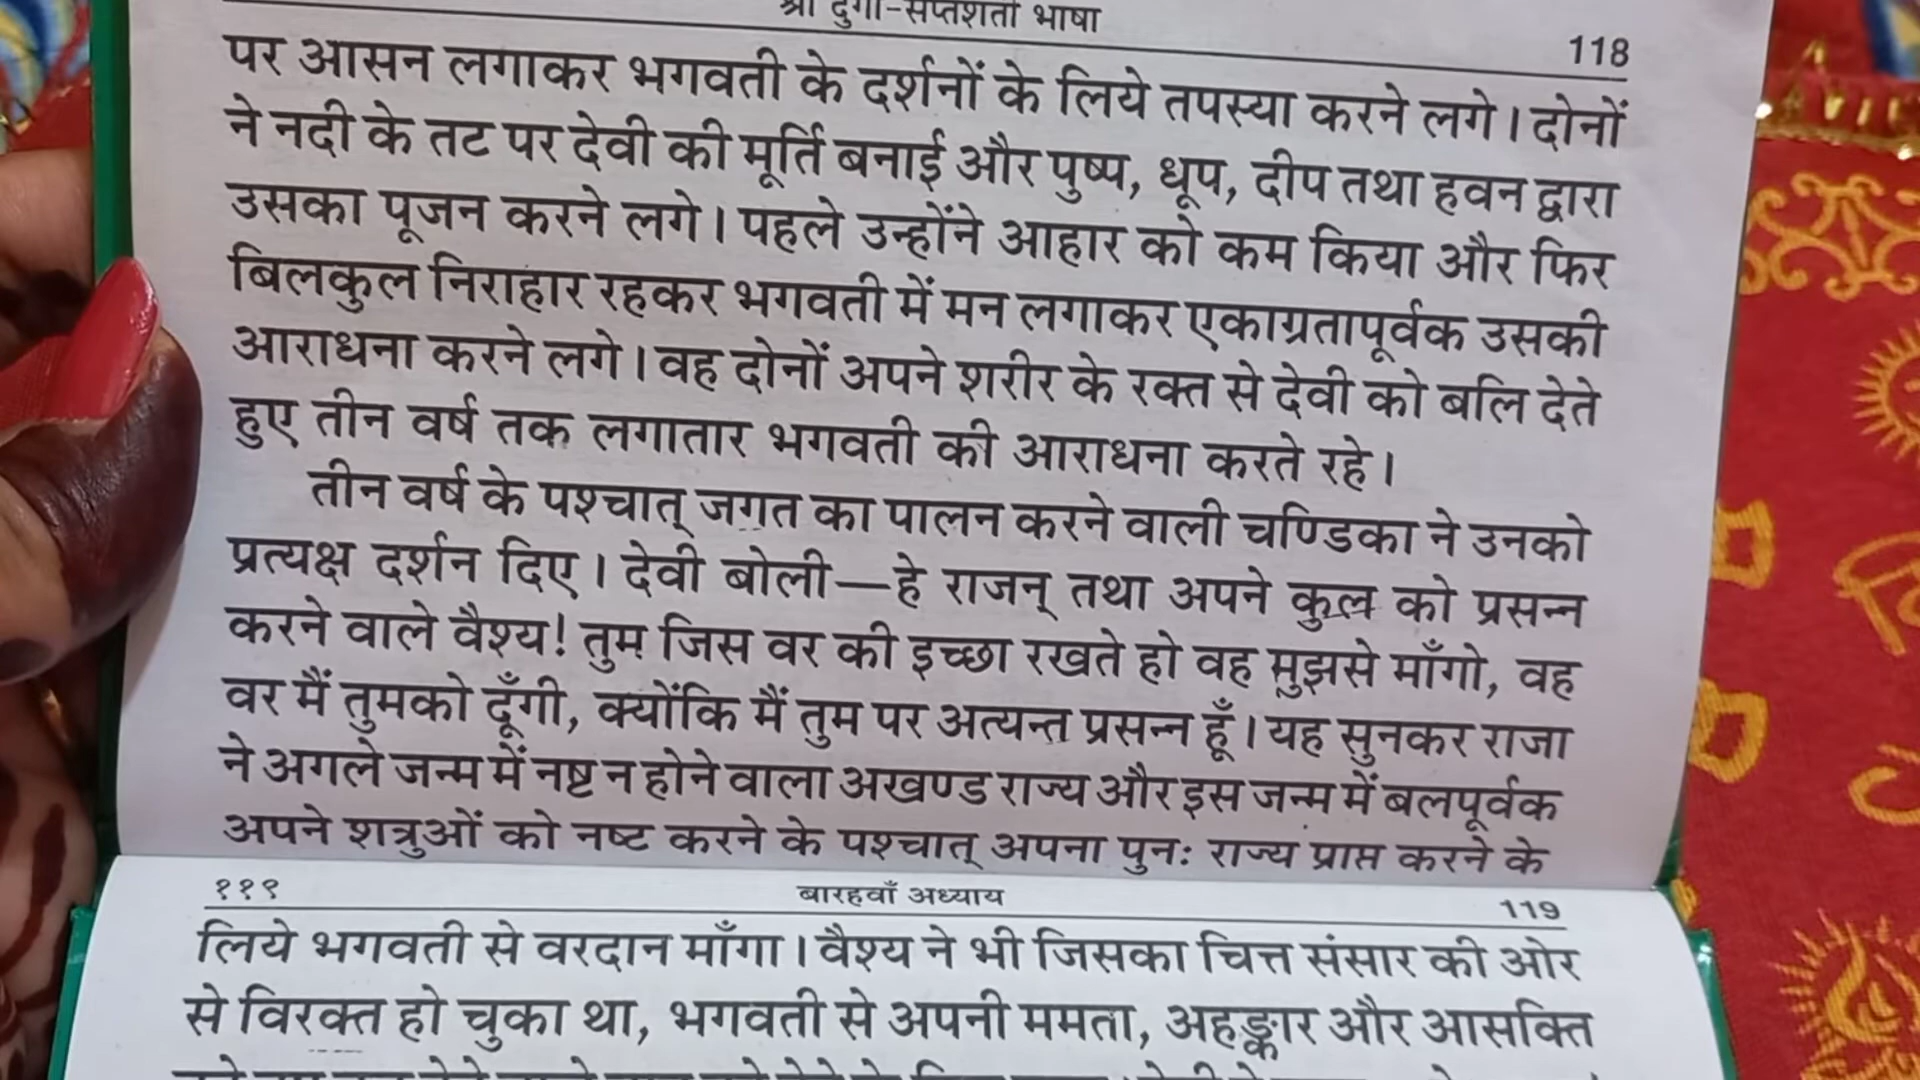 श्री दुर्गा-सप्तशती भाषा
118
पर आसन लगाकर भगवती के दर्शनों के लिये तपस्या करने लगे। दोनों
ने नदी के तट पर देवी की मूर्ति बनाई और पुष्प, धूप, दीप तथा हवन द्वारा
उसका पूजन करने लगे। पहले उन्होंने आहार को कम किया और फिर
बिलकुल निराहार रहकर भगवती में मन लगाकर एकाग्रतापूर्वक उसकी
आराधना करने लगे। वह दोनों अपने शरीर के रक्त से देवी को बलि देते
हुए तीन वर्ष तक लगातार भगवती की आराधना करते रहे।
तीन वर्ष के पश्चात् जगत का पालन करने वाली चण्डिका ने उनको
प्रत्यक्ष दर्शन दिए। देवी बोली—हे राजन् तथा अपने कुल को प्रसन्न
करने वाले वैश्य! तुम जिस वर की इच्छा रखते हो वह मुझसे माँगो, वह
वर मैं तुमको दूँगी, क्योंकि मैं तुम पर अत्यन्त प्रसन्न हूँ। यह सुनकर राजा
ने अगले जन्म में नष्ट न होने वाला अखण्ड राज्य और इस जन्म में बलपूर्वक
अपने शत्रुओं को नष्ट करने के पश्चात् अपना पुनः राज्य प्राप्त करने के
११९ बारहवाँ अध्याय 119
लिये भगवती से वरदान माँगा। वैश्य ने भी जिसका चित्त संसार की ओर
से विरक्त हो चुका था, भगवती से अपनी ममता, अहङ्कार और आसक्ति